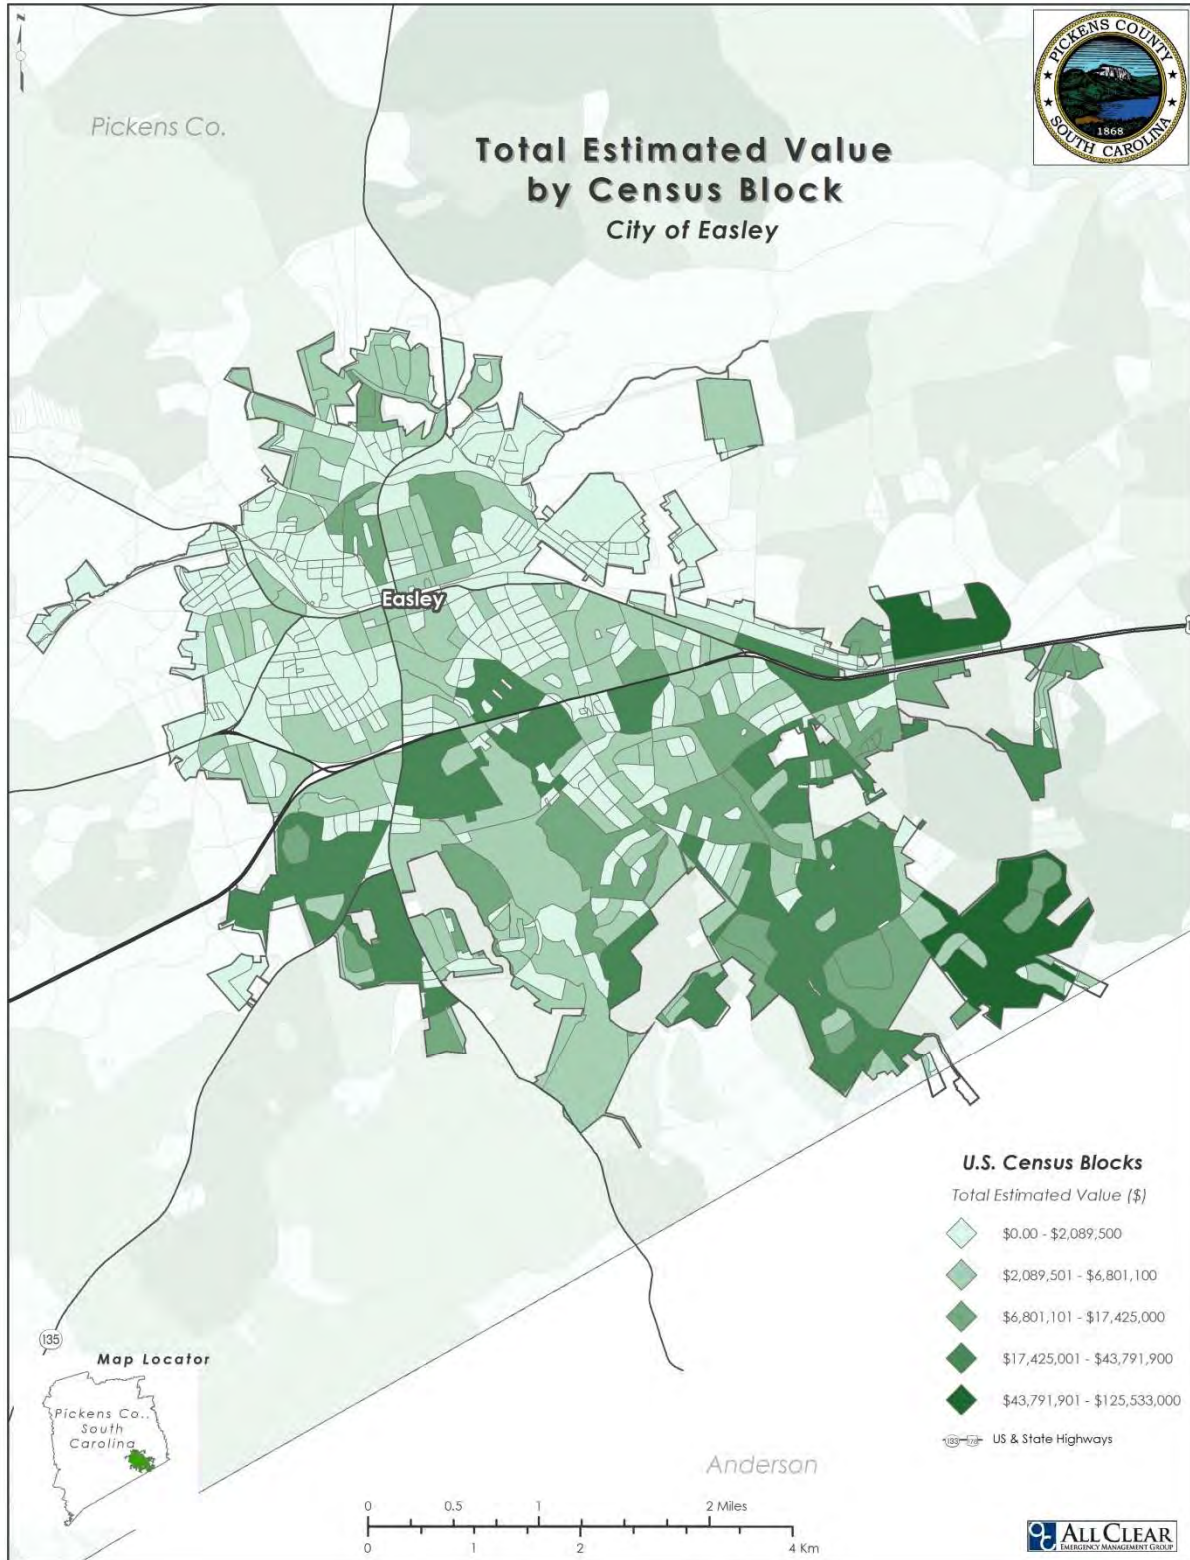 N
Pickens Co.
PICKENS COUNTY
1868
SOUTH CAROLINA
Total Estimated Value
by Census Block
City of Easley
Easley
U.S. Census Blocks
Total Estimated Value ($)
$0.00 - $2,089,500
$2,089,501 - $6,801,100
$6,801,101 - $17,425,000
$17,425,001 - $43,791,900
$43,791,901 - $125,533,000
US & State Highways
135
Map Locator
Pickens Co.,
South
Carolina
Anderson
0 0.5 1 2 Miles
0 1 2 4 Km
ALL CLEAR
EMERGENCY MANAGEMENT GROUP